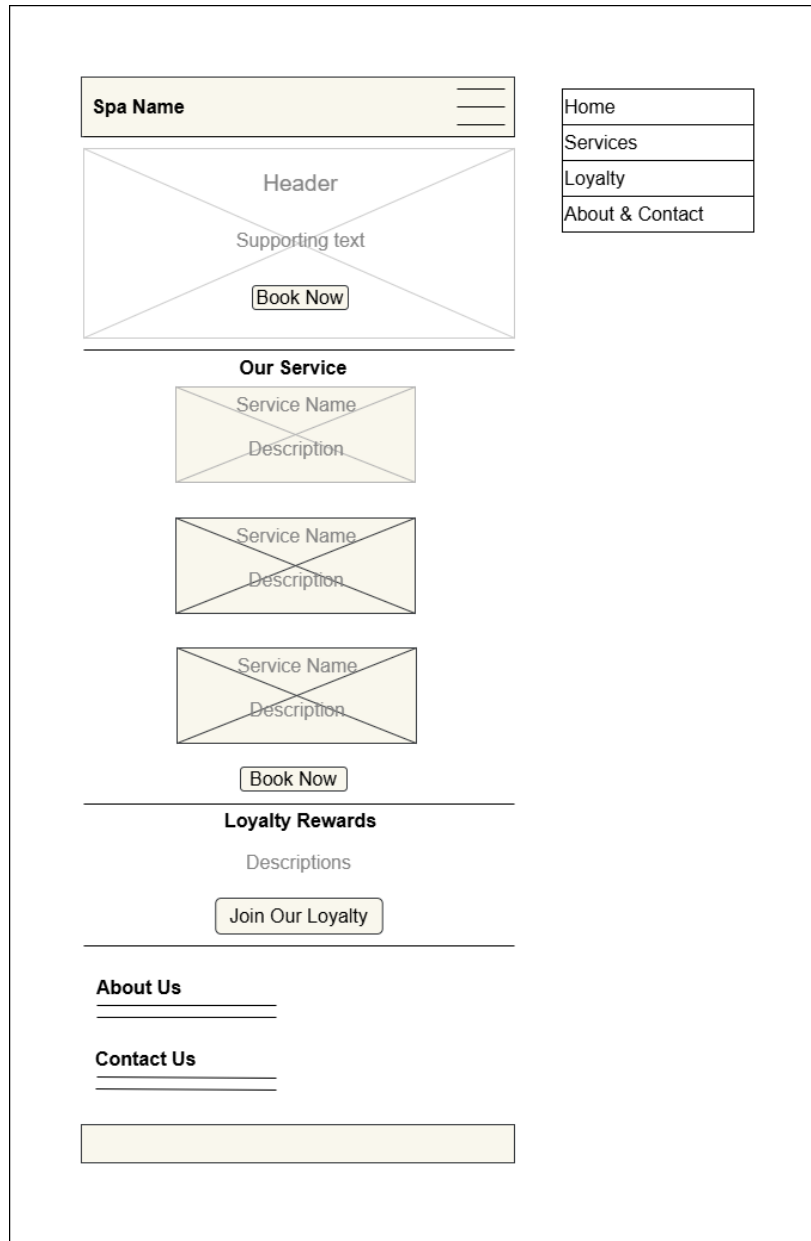 Spa Name
Home
Services
Loyalty
About & Contact
Header
Supporting text
Book Now
Our Service
Service Name
Description
Service Name
Description
Service Name
Description
Book Now
Loyalty Rewards
Descriptions
Join Our Loyalty
About Us
Contact Us